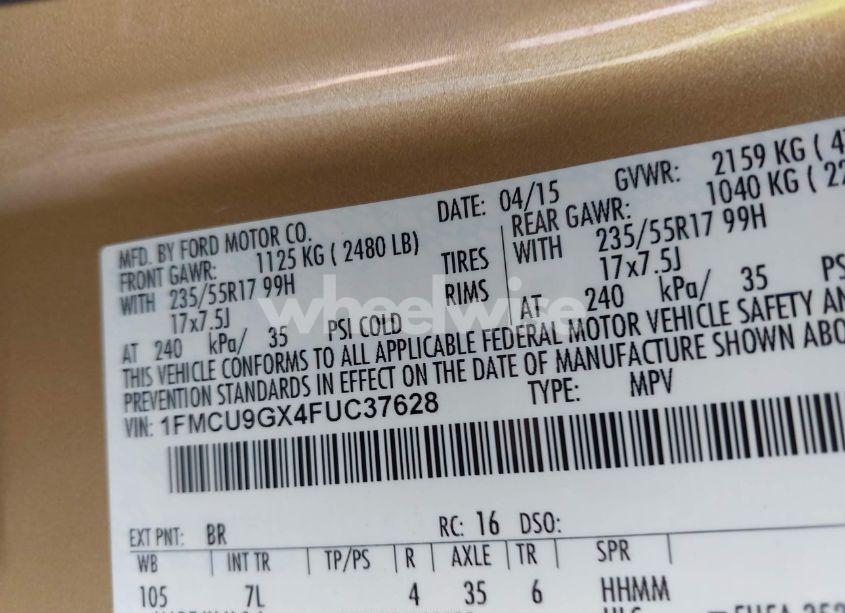 MFD. BY FORD MOTOR CO. DATE: 04/15 GVWR: 2159 KG (
FRONT GAWR: 1125 KG ( 2480 LB) REAR GAWR: 1040 KG (
WITH 235/55R17 99H TIRES WITH 235/55R17 99H
17x7.5J RIMS 17x7.5J
AT 240 kPa/ 35 PSI COLD AT 240 kPa/ 35
THIS VEHICLE CONFORMS TO ALL APPLICABLE FEDERAL MOTOR VEHICLE SAFETY
PREVENTION STANDARDS IN EFFECT ON THE DATE OF MANUFACTURE SHOWN
VIN: 1FMCU9GX4FUC37628 TYPE: MPV
EXT PNT: BR RC: 16 DSO:
WB INT TR TP/PS R AXLE TR SPR
105 7L 4 35 6 HHMM
wheelwise